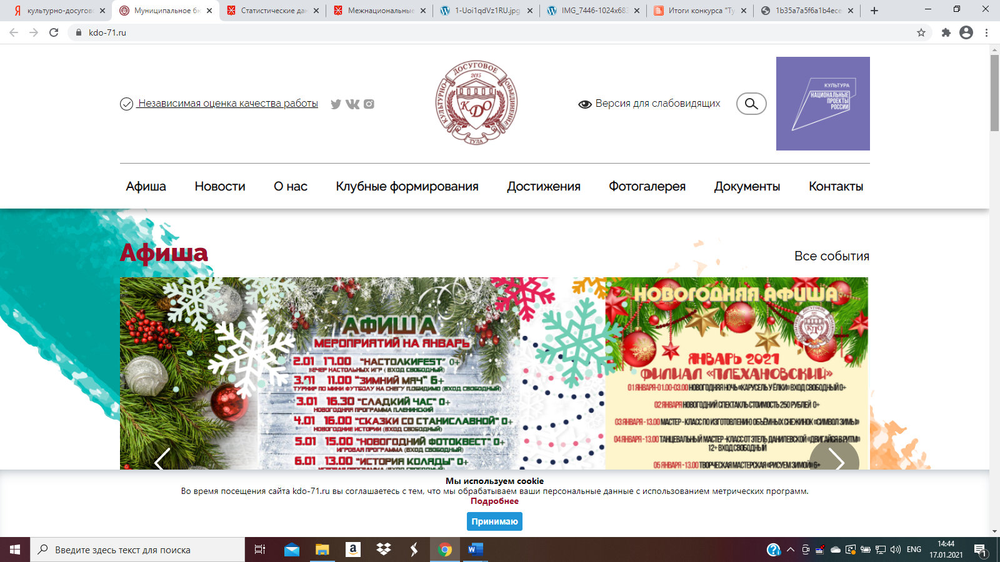 культурно-досугов
Муниципальное бю
Статистические дан
Межнациональные
1-Uoi1qdVz1RU.jpg
IMG_7446-1024x683
Итоги конкурса "Ту
1b35a7a5f6a1b4ece
kdo-71.ru
Независимая оценка качества работы
КУЛЬТУРНО-ДОСУГОВОЕ ОБЪЕДИНЕНИЕ
2015
КДО
ТУЛА
Версия для слабовидящих
КУЛЬТУРА
НАЦИОНАЛЬНЫЕ
ПРОЕКТЫ
РОССИИ
Афиша Новости О нас Клубные формирования Достижения Фотогалерея Документы Контакты
Афиша
Все события
АФИША
МЕРОПРИЯТИЙ НА ЯНВАРЬ
2.01 17.00 "НАСТОЛКИFEST" 0+
ВЕЧЕР НАСТОЛЬНЫХ ИГР (ВХОД СВОБОДНЫЙ)
3.01 11.00 "ЗИМНИЙ МЯЧ" 6+
ТУРНИР ПО МИНИ ФУТБОЛУ НА СНЕГУ П.ОБИДИМО (ВХОД СВОБОДНЫЙ)
3.01 16.30 "СЛАДКИЙ ЧАС" 0+
НОВОГОДНЯЯ ПРОГРАММА П.ЛЕНИНСКИЙ
4.01 16.00 "СКАЗКИ СО СТАНИСЛАВНОЙ" 0+
НОВОГОДНИЕ ИСТОРИИ (ВХОД СВОБОДНЫЙ)
5.01 15.00 "НОВОГОДНИЙ ФОТОКВЕСТ" 0+
ИГРОВАЯ ПРОГРАММА (ВХОД СВОБОДНЫЙ)
6.01 13.00 "ИСТОРИЯ КОЛЯДЫ" 0+
НОВОГОДНЯЯ АФИША
КДО
ЯНВАРЬ 2021
ФИЛИАЛ «ПЛЕХАНОВСКИЙ»
01 ЯНВАРЯ-01.00-03.00 НОВОГОДНЯЯ НОЧЬ «КАРУСЕЛЬ У ЁЛКИ» ВХОД СВОБОДНЫЙ 0+
02 ЯНВАРЯ НОВОГОДНИЙ СПЕКТАКЛЬ СТОИМОСТЬ 250 РУБЛЕЙ 0+
03 ЯНВАРЯ - 13.00 МАСТЕР - КЛАСС ПО ИЗГОТОВЛЕНИЮ ОБЪЁМНЫХ СНЕЖИНОК «СИМВОЛ ЗИМЫ»
04 ЯНВАРЯ - 13.00 ТАНЦЕВАЛЬНЫЙ МАСТЕР -КЛАСС ОТ ЭТЕЛЬ ДАНИЛЕВСКОЙ «ДВИГАЙСЯ В РИТМ»
12+ ВХОД СВОБОДНЫЙ
05 ЯНВАРЯ - 13.00 ТВОРЧЕСКАЯ МАСТЕРСКАЯ «РИСУЕМ ЗИМОЙ» 6+
Мы используем cookie
Во время посещения сайта kdo-71.ru вы соглашаетесь с тем, что мы обрабатываем ваши персональные данные с использованием метрических программ.
Подробнее
Принимаю
Введите здесь текст для поиска
ENG
14:44
17.01.2021
1